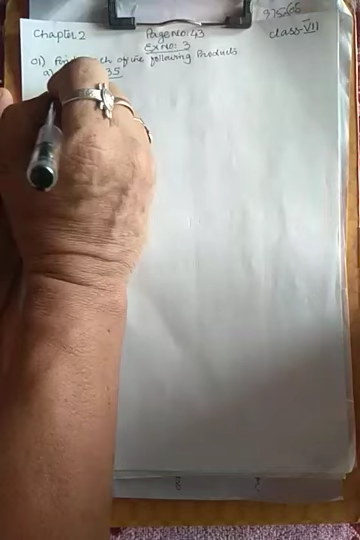 Chapter 2 Page No: 43 class-VII
Ex No: 3
01) of the following Products
a) 35